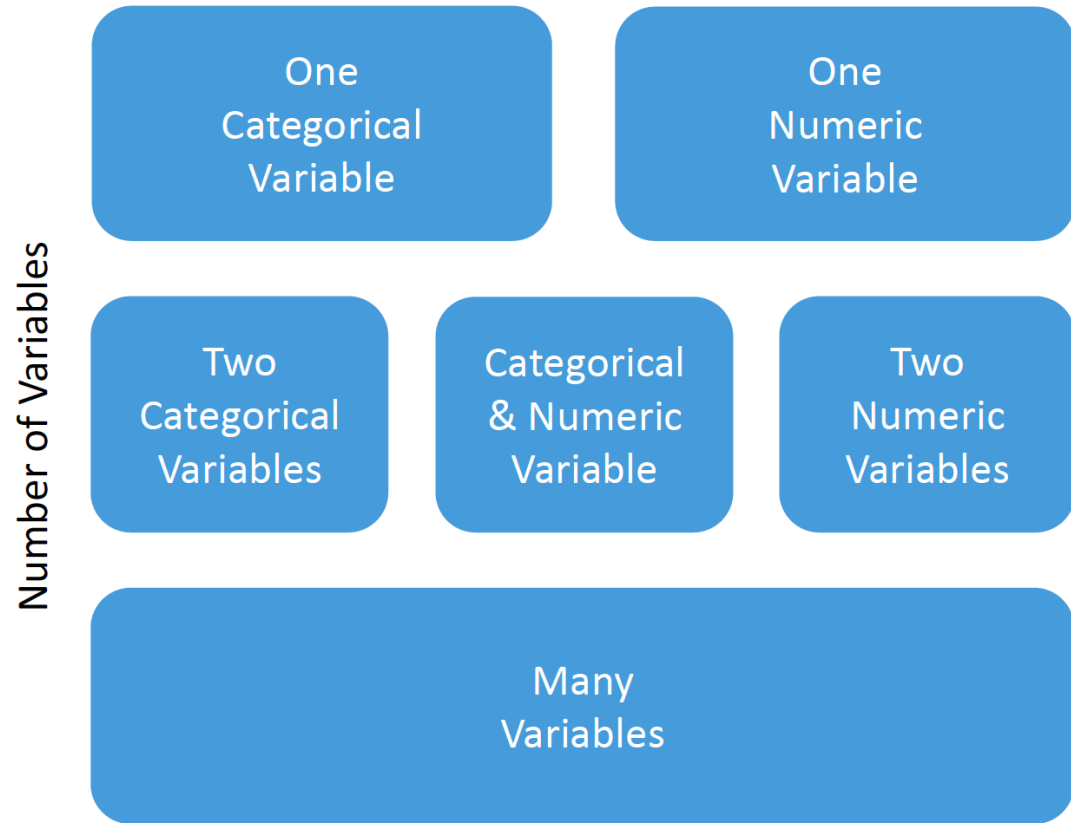 Number of Variables
One
Categorical
Variable
One
Numeric
Variable
Two
Categorical
Variables
Categorical
& Numeric
Variable
Two
Numeric
Variables
Many
Variables